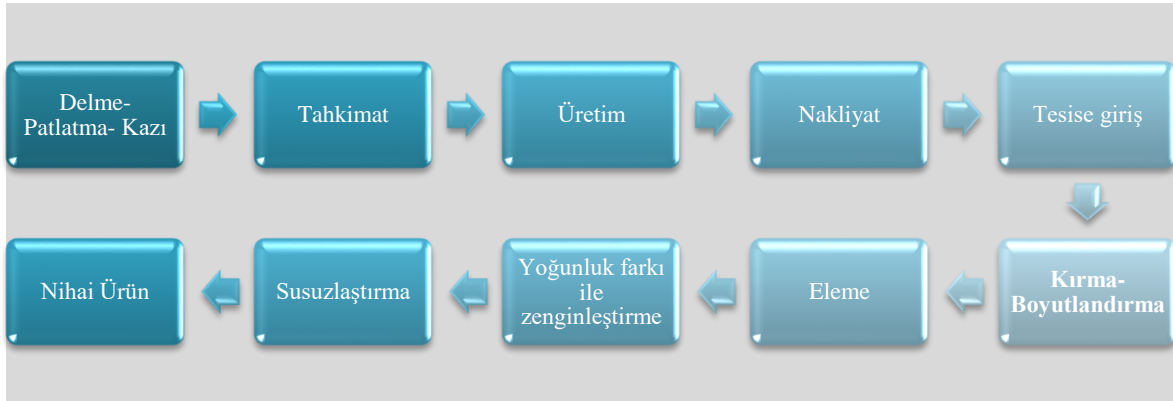 Delme-
Patlatma- Kazı
Tahkimat
Üretim
Nakliyat
Tesise giriş
Kırma-
Boyutlandırma
Eleme
Yoğunluk farkı
ile
zenginleştirme
Susuzlaştırma
Nihai Ürün